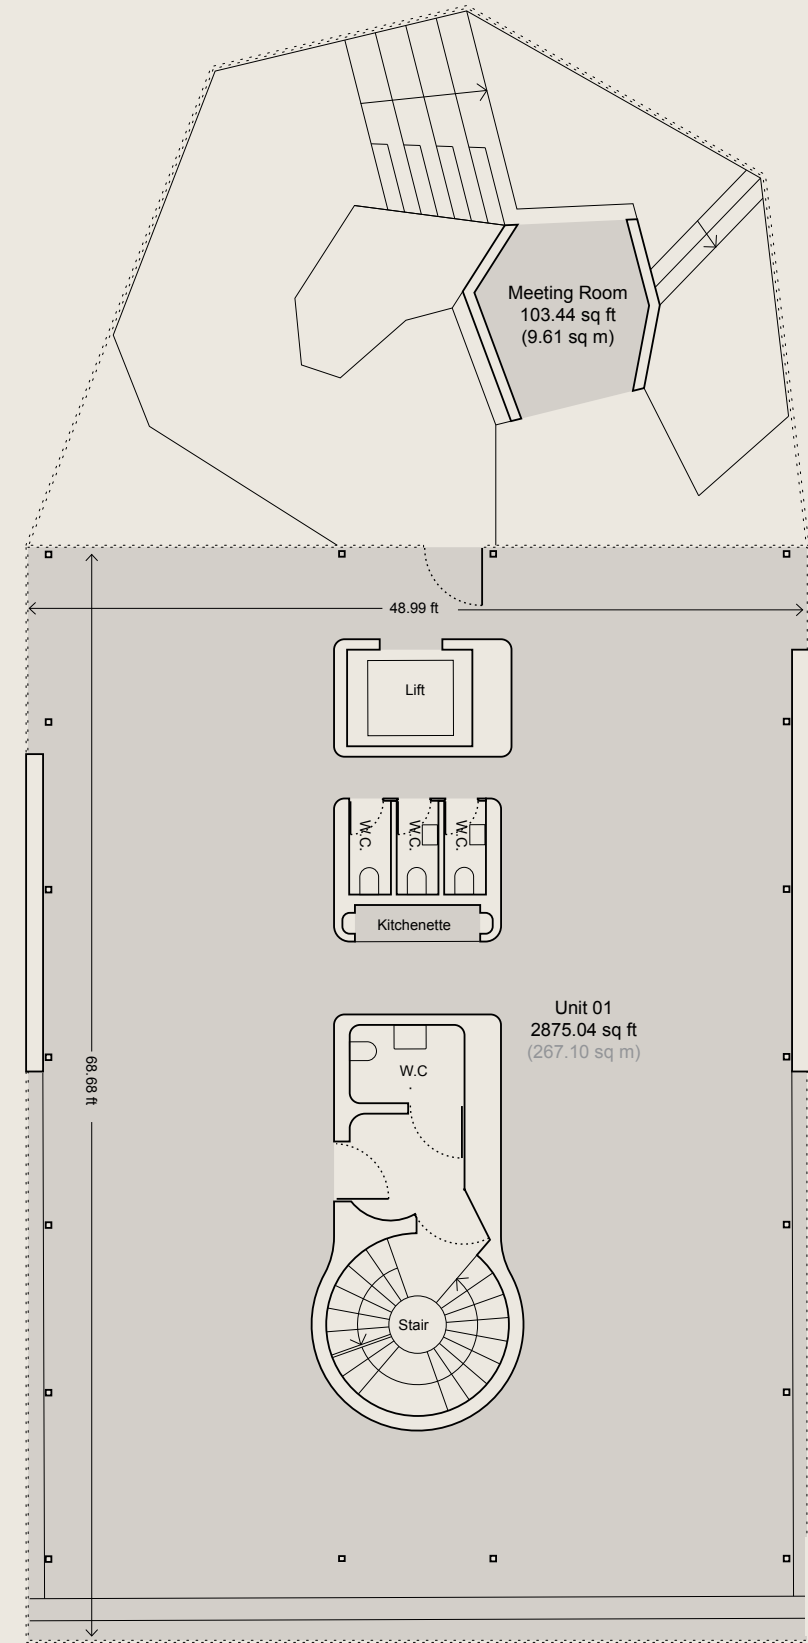 Meeting Room
103.44 sq ft
(9.61 sq m)
48.99 ft
Lift
W.C.
W.C.
W.C.
Kitchenette
Unit 01
2875.04 sq ft
(267.10 sq m)
68.68 ft
W.C
.
Stair